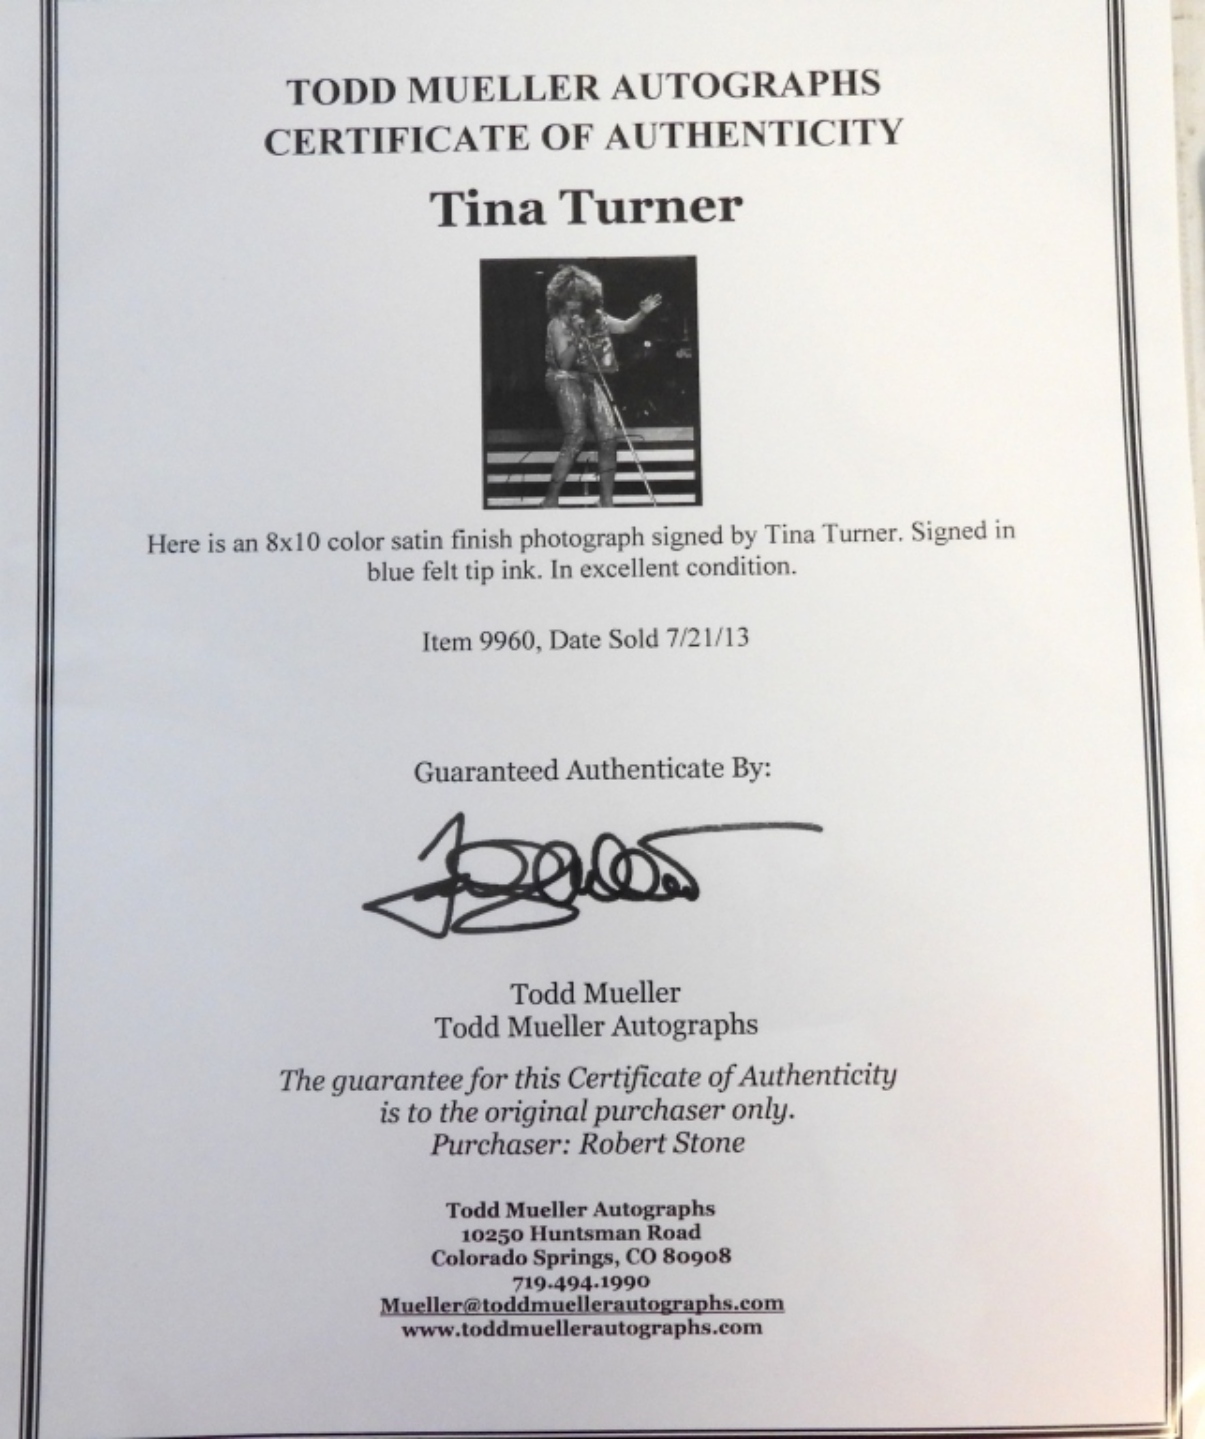 TODD MUELLER AUTOGRAPHS
CERTIFICATE OF AUTHENTICITY
Tina Turner
Here is an 8x10 color satin finish photograph signed by Tina Turner. Signed in
blue felt tip ink. In excellent condition.
Item 9960, Date Sold 7/21/13
Guaranteed Authenticate By:
Todd Mueller
Todd Mueller Autographs
The guarantee for this Certificate of Authenticity
is to the original purchaser only.
Purchaser: Robert Stone
Todd Mueller Autographs
10250 Huntsman Road
Colorado Springs, CO 80908
719.494.1990
Mueller@toddmuellerautographs.com
www.toddmuellerautographs.com